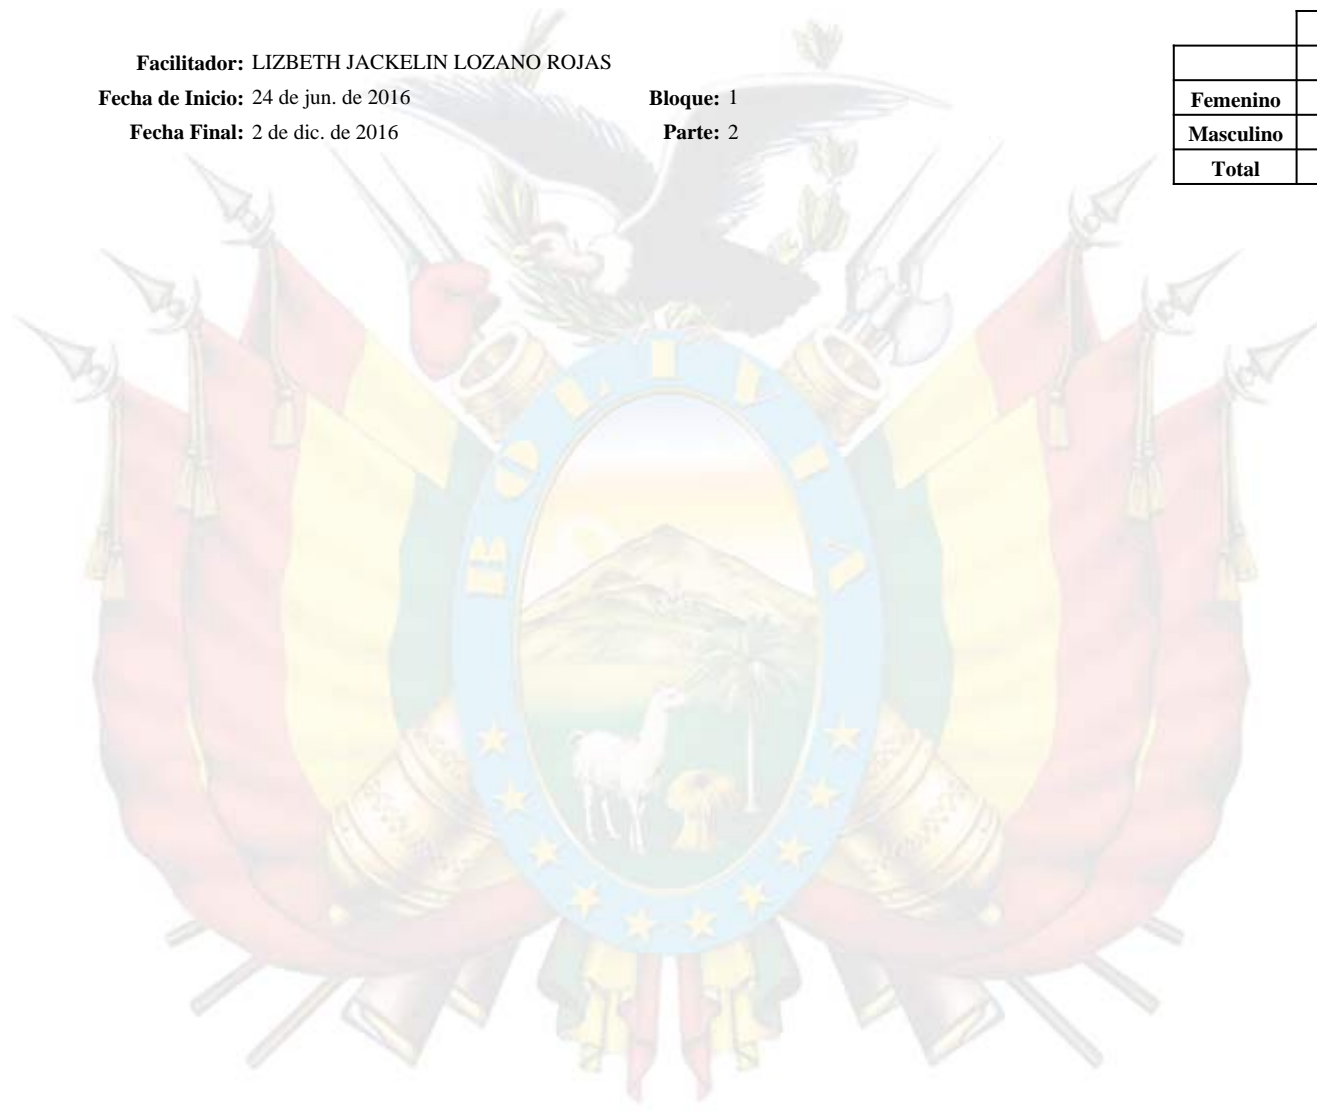 Facilitador: LIZBETH JACKELIN LOZANO ROJAS
Fecha de Inicio: 24 de jun. de 2016 Bloque: 1
Fecha Final: 2 de dic. de 2016 Parte: 2
Femenino
Masculino
Total
BOLIVIA